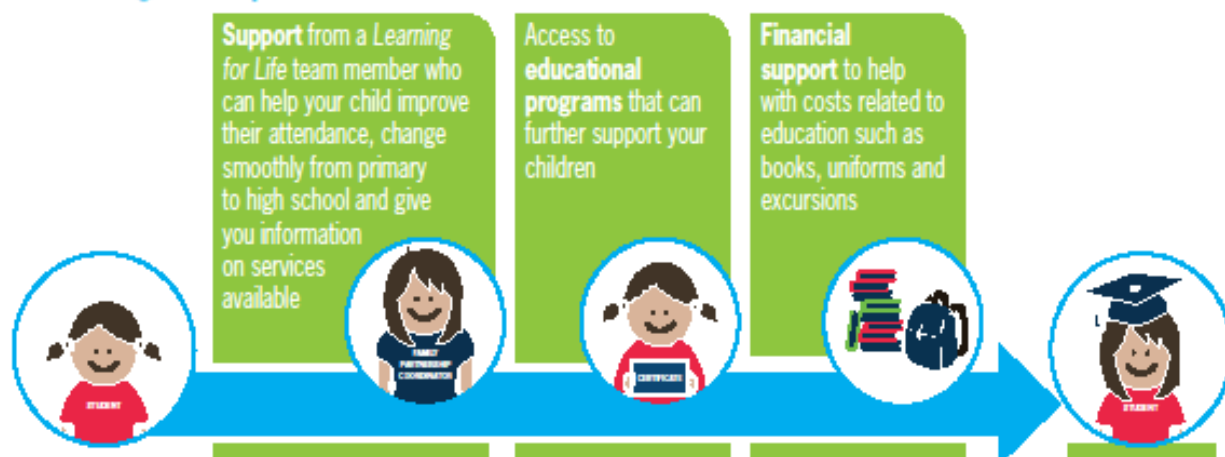 Support from a Learning
for Life team member who
can help your child improve
their attendance, change
smoothly from primary
to high school and give
you information
on services
available
Access to
educational
programs that can
further support your
children
Financial
support to help
with costs related to
education such as
books, uniforms and
excursions
STUDENT
FAMILY
PARTNERSHIP
COORDINATOR
CERTIFICATE
STUDENT